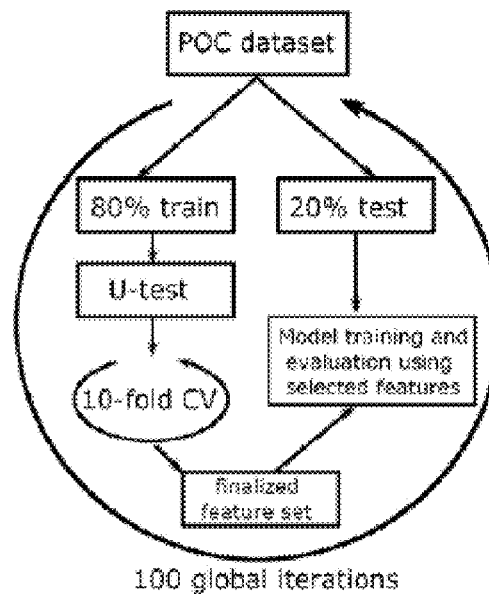 POC dataset
80% train
20% test
U-test
Model training and
evaluation using
selected features
10-fold CV
finalized
feature set
100 global iterations